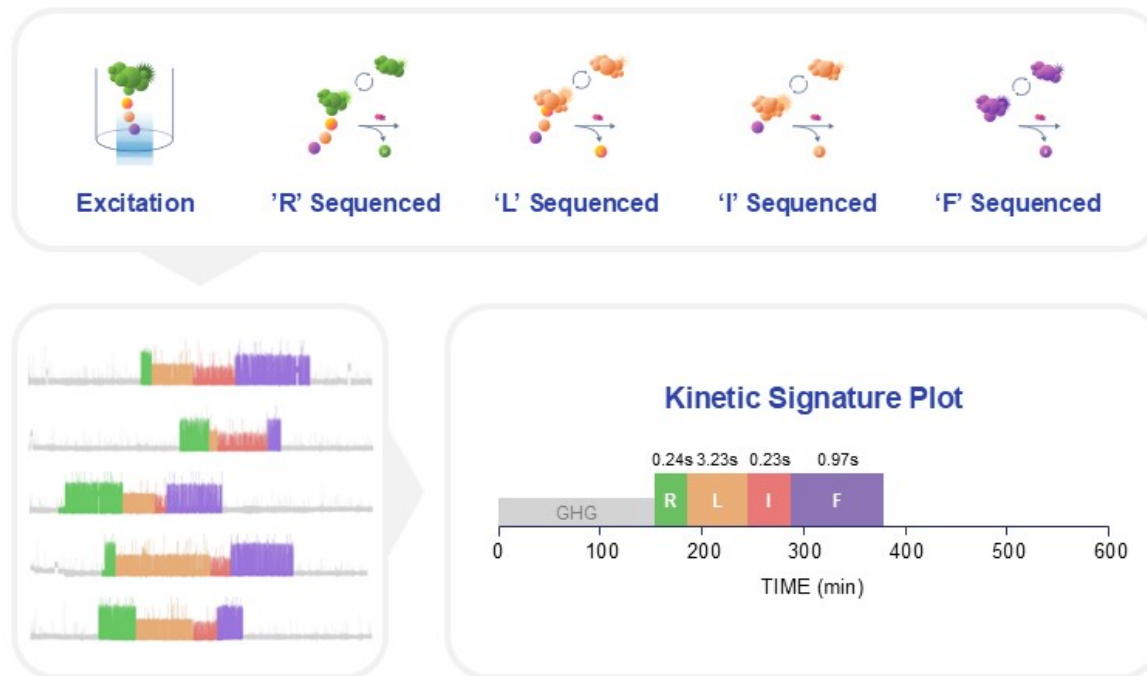 Excitation
’R’ Sequenced
‘L’ Sequenced
‘I’ Sequenced
‘F’ Sequenced
Kinetic Signature Plot
0.24s 3.23s 0.23s 0.97s
GHG R L I F
0 100 200 300 400 500 600
TIME (min)